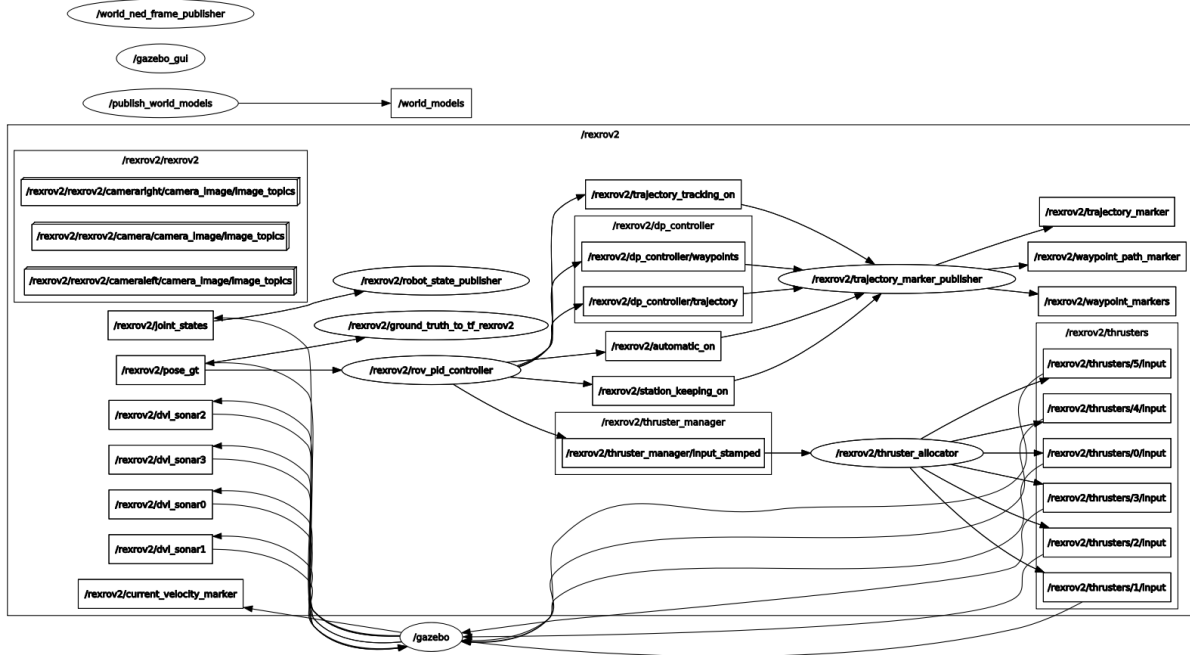 /world_ned_frame_publisher
/gazebo_gui
/publish_world_models
/world_models
/rexrov2
/rexrov2/rexrov2
/rexrov2/rexrov2/cameraright/camera_image/image_topics
/rexrov2/rexrov2/camera/camera_image/image_topics
/rexrov2/rexrov2/cameraleft/camera_image/image_topics
/rexrov2/joint_states
/rexrov2/pose_gt
/rexrov2/dvl_sonar2
/rexrov2/dvl_sonar3
/rexrov2/dvl_sonar0
/rexrov2/dvl_sonar1
/rexrov2/current_velocity_marker
/rexrov2/robot_state_publisher
/rexrov2/ground_truth_to_tf_rexrov2
/rexrov2/rov_pid_controller
/gazebo
/rexrov2/trajectory_tracking_on
/rexrov2/dp_controller
/rexrov2/dp_controller/waypoints
/rexrov2/dp_controller/trajectory
/rexrov2/automatic_on
/rexrov2/station_keeping_on
/rexrov2/thruster_manager
/rexrov2/thruster_manager/input_stamped
/rexrov2/trajectory_marker_publisher
/rexrov2/thruster_allocator
/rexrov2/trajectory_marker
/rexrov2/waypoint_path_marker
/rexrov2/waypoint_markers
/rexrov2/thrusters
/rexrov2/thrusters/5/input
/rexrov2/thrusters/4/input
/rexrov2/thrusters/0/input
/rexrov2/thrusters/3/input
/rexrov2/thrusters/2/input
/rexrov2/thrusters/1/input